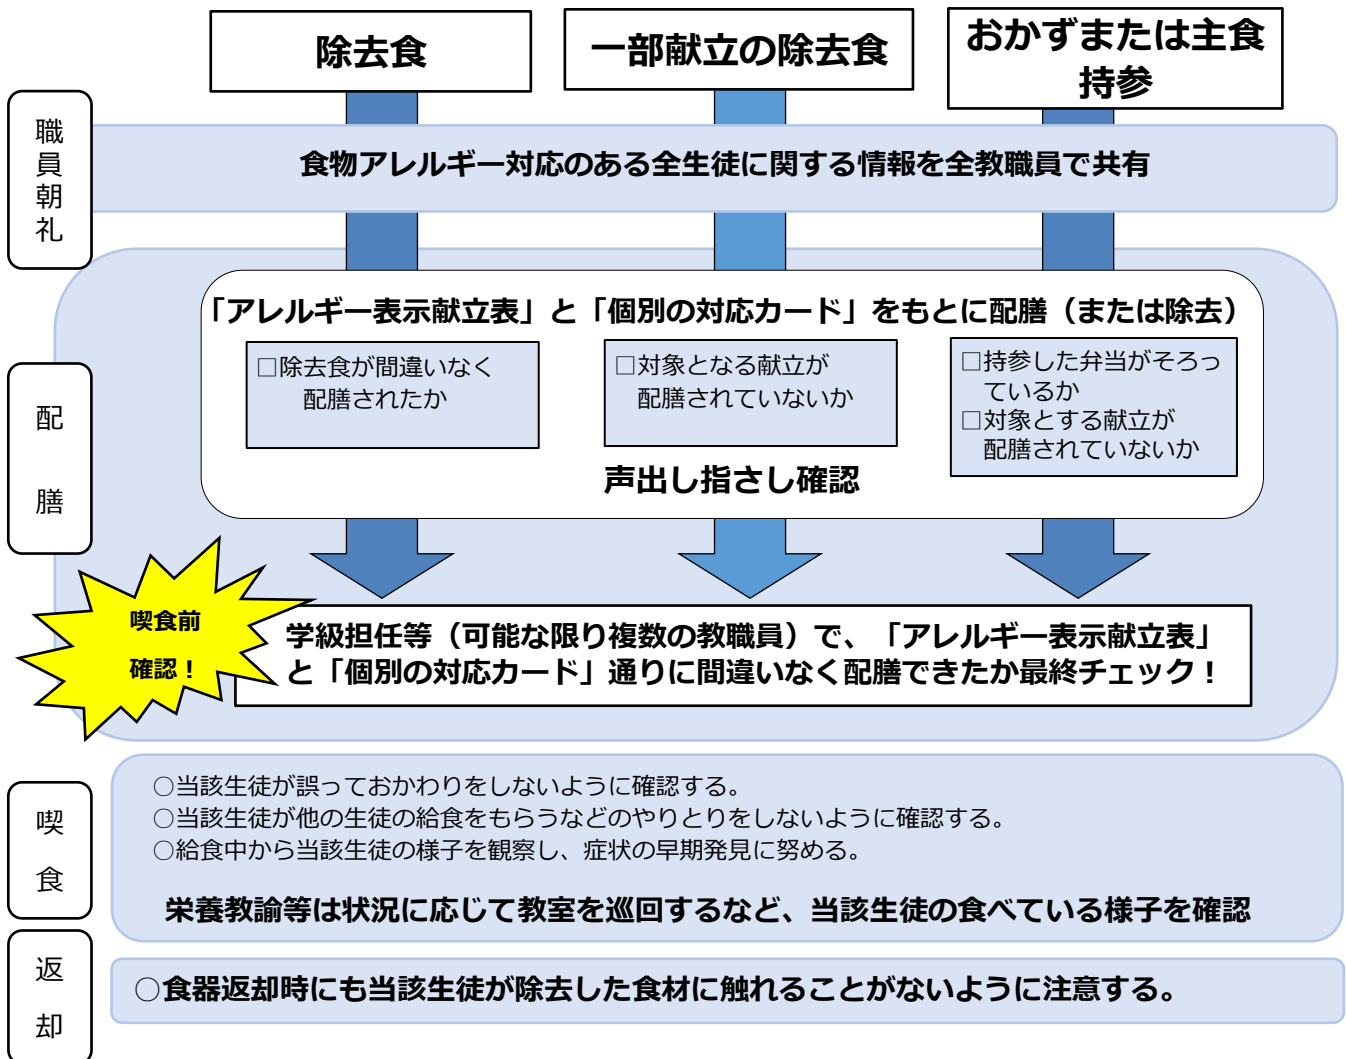 除去食
一部献立の除去食
おかずまたは主食
持参
職員朝礼
食物アレルギー対応のある全生徒に関する情報を全教職員で共有
配膳
「アレルギー表示献立表」と「個別の対応カード」をもとに配膳（または除去）
□除去食が間違いなく
配膳されたか
□対象となる献立が
配膳されていないか
□持参した弁当がそろっ
ているか
□対象とする献立が
配膳されていないか
声出し指さし確認
喫食前
確認！
学級担任等（可能な限り複数の教職員）で、「アレルギー表示献立表」
と「個別の対応カード」通りに間違いなく配膳できたか最終チェック！
喫食
○当該生徒が誤っておかわりをしないように確認する。
○当該生徒が他の生徒の給食をもらうなどのやりとりをしないように確認する。
○給食中から当該生徒の様子を観察し、症状の早期発見に努める。
栄養教諭等は状況に応じて教室を巡回するなど、当該生徒の食べている様子を確認
返却
○食器返却時にも当該生徒が除去した食材に触れることがないように注意する。